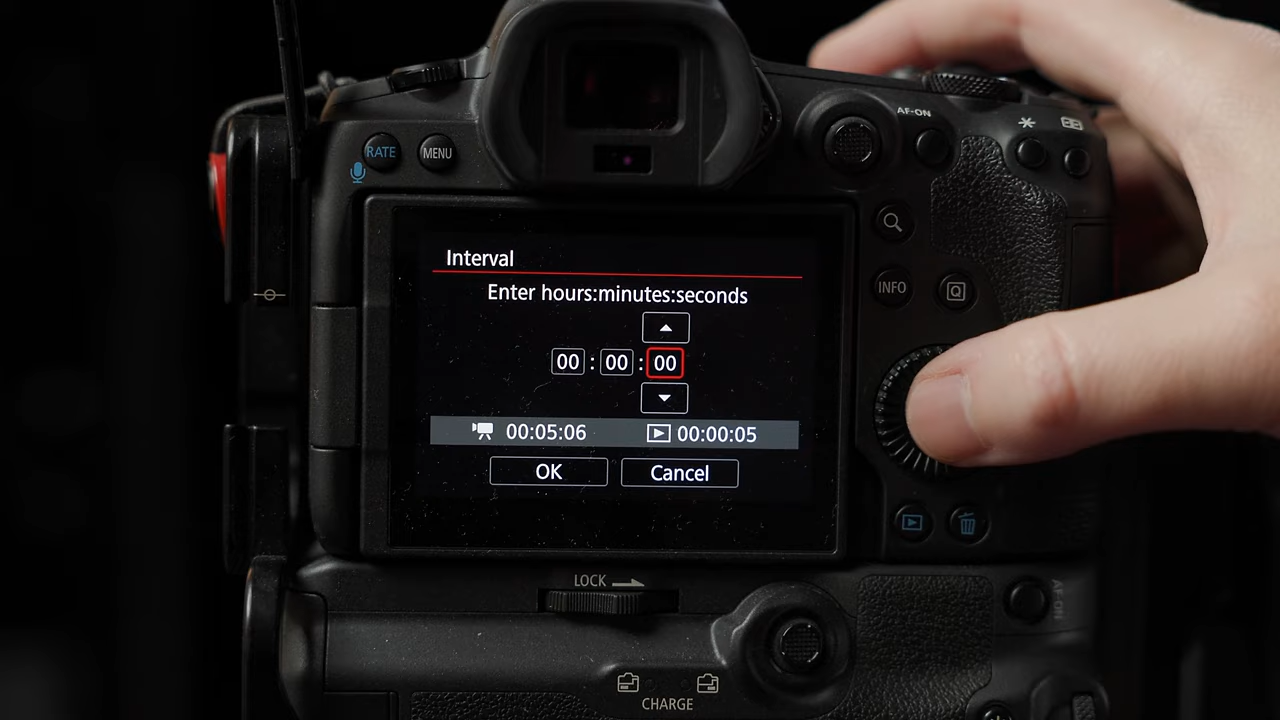 AF-ON
RATE
MENU
Interval
Enter hours:minutes:seconds
00 : 00 : 00
00:05:06 00:00:05
OK Cancel
INFO
Q
LOCK
AF-ON
CHARGE